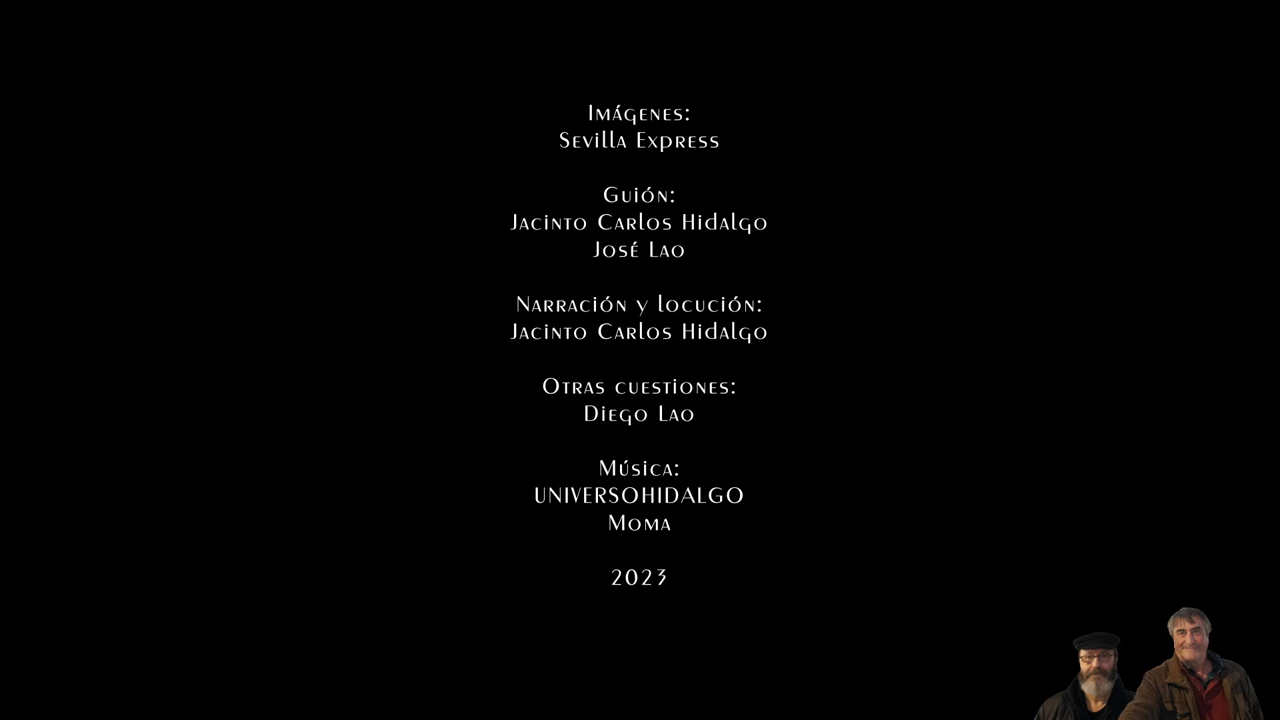 Imágenes:
Sevilla Express
Guión:
Jacinto Carlos Hidalgo
José Lao
Narración y locución:
Jacinto Carlos Hidalgo
Otras cuestiones:
Diego Lao
Música:
UNIVERSOHIDALGO
Moma
2023